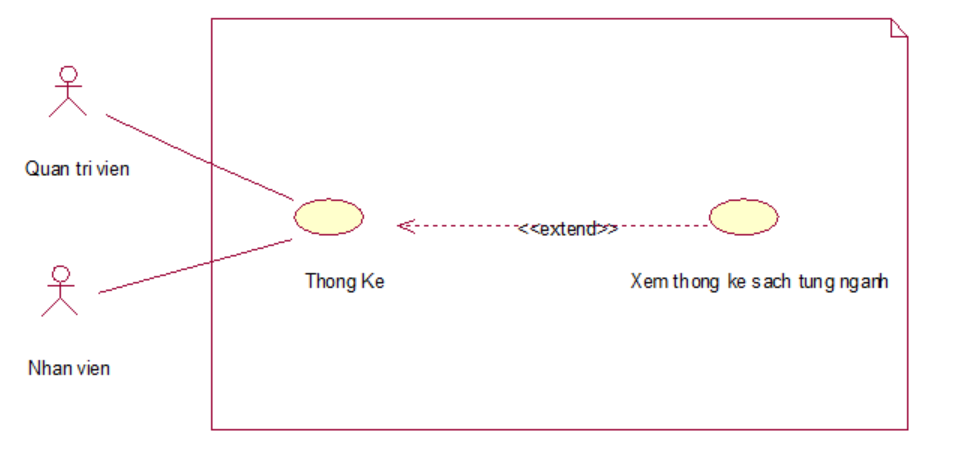 Quan tri vien
<<extend>>
Thong Ke
Xem thong ke sach tung nganh
Nhan vien